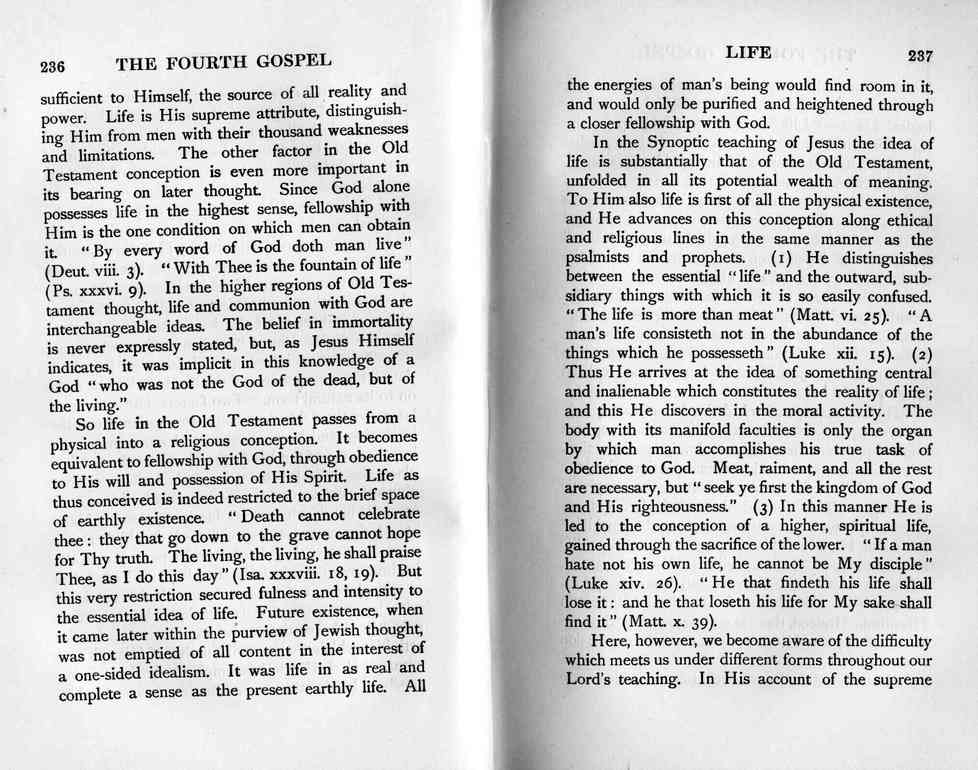 236 THE FOURTH GOSPEL
sufficient to Himself, the source of all reality and
power. Life is His supreme attribute, distinguish-
ing Him from men with their thousand weaknesses
and limitations. The other factor in the Old
Testament conception is even more important in
its bearing on later thought. Since God alone
possesses life in the highest sense, fellowship with
Him is the one condition on which men can obtain
it. “By every word of God doth man live”
(Deut. viii. 3). “With Thee is the fountain of life”
(Ps. xxxvi. 9). In the higher regions of Old Tes-
tament thought, life and communion with God are
interchangeable ideas. The belief in immortality
is never expressly stated, but, as Jesus Himself
indicates, it was implicit in this knowledge of a
God “who was not the God of the dead, but of
the living.”
So life in the Old Testament passes from a
physical into a religious conception. It becomes
equivalent to fellowship with God, through obedience
to His will and possession of His Spirit. Life as
thus conceived is indeed restricted to the brief space
of earthly existence. “Death cannot celebrate
thee: they that go down to the grave cannot hope
for Thy truth. The living, the living, he shall praise
Thee, as I do this day” (Isa. xxxviii. 18, 19). But
this very restriction secured fulness and intensity to
the essential idea of life. Future existence, when
it came later within the purview of Jewish thought,
was not emptied of all content in the interest of
a one-sided idealism. It was life in as real and
complete a sense as the present earthly life. All
LIFE 237
the energies of man's being would find room in it,
and would only be purified and heightened through
a closer fellowship with God.
In the Synoptic teaching of Jesus the idea of
life is substantially that of the Old Testament,
unfolded in all its potential wealth of meaning.
To Him also life is first of all the physical existence,
and He advances on this conception along ethical
and religious lines in the same manner as the
psalmists and prophets. (1) He distinguishes
between the essential “life” and the outward, sub-
sidiary things with which it is so easily confused.
“The life is more than meat” (Matt. vi. 25). “A
man's life consisteth not in the abundance of the
things which he possesseth” (Luke xii. 15). (2)
Thus He arrives at the idea of something central
and inalienable which constitutes the reality of life;
and this He discovers in the moral activity. The
body with its manifold faculties is only the organ
by which man accomplishes his true task of
obedience to God. Meat, raiment, and all the rest
are necessary, but “seek ye first the kingdom of God
and His righteousness.” (3) In this manner He is
led to the conception of a higher, spiritual life,
gained through the sacrifice of the lower. “If a man
hate not his own life, he cannot be My disciple”
(Luke xiv. 26). “He that findeth his life shall
lose it: and he that loseth his life for My sake shall
find it” (Matt. x. 39).
Here, however, we become aware of the difficulty
which meets us under different forms throughout our
Lord's teaching. In His account of the supreme